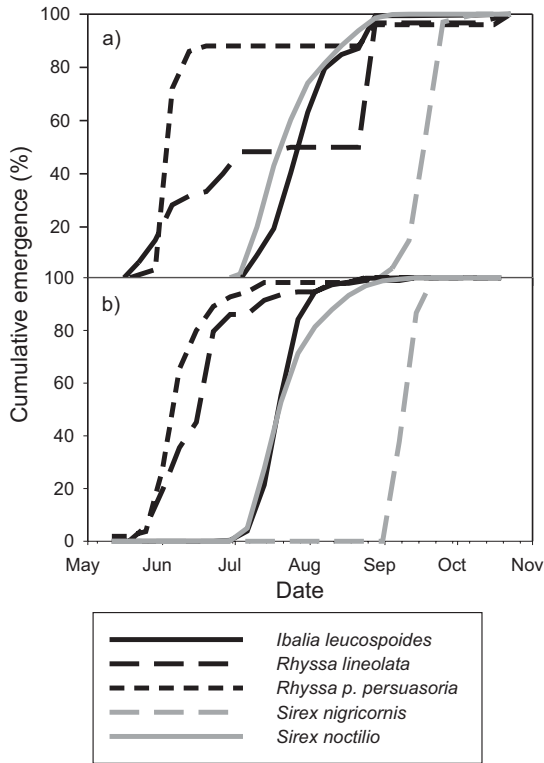 Cumulative emergence (%)
a)
100
80
60
40
20
100
b)
80
60
40
20
0
May Jun Jul Aug Sep Oct Nov
Date
Ibalia leucospoides
Rhyssa lineolata
Rhyssa p. persuasoria
Sirex nigricornis
Sirex noctilio